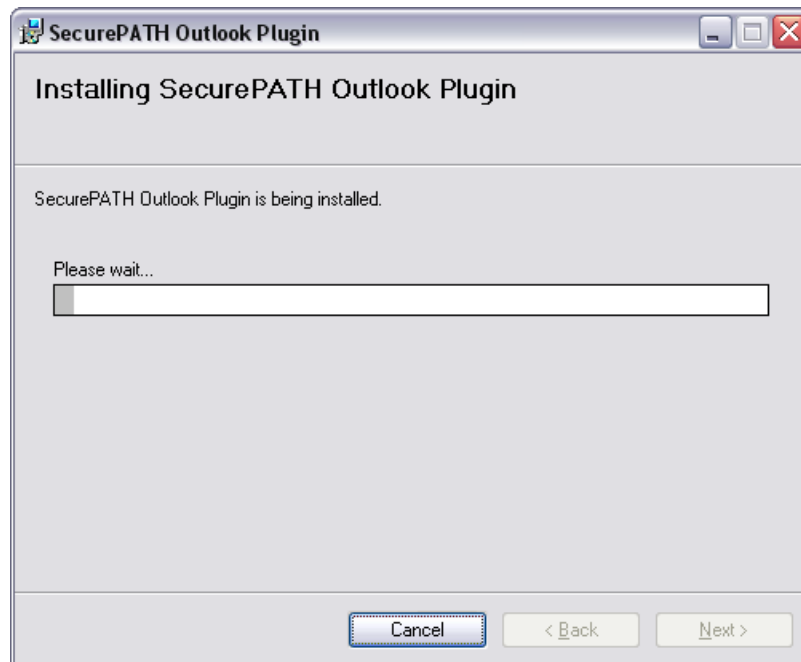 SecurePATH Outlook Plugin
Installing SecurePATH Outlook Plugin
SecurePATH Outlook Plugin is being installed.
Please wait...
Cancel
< Back
Next >